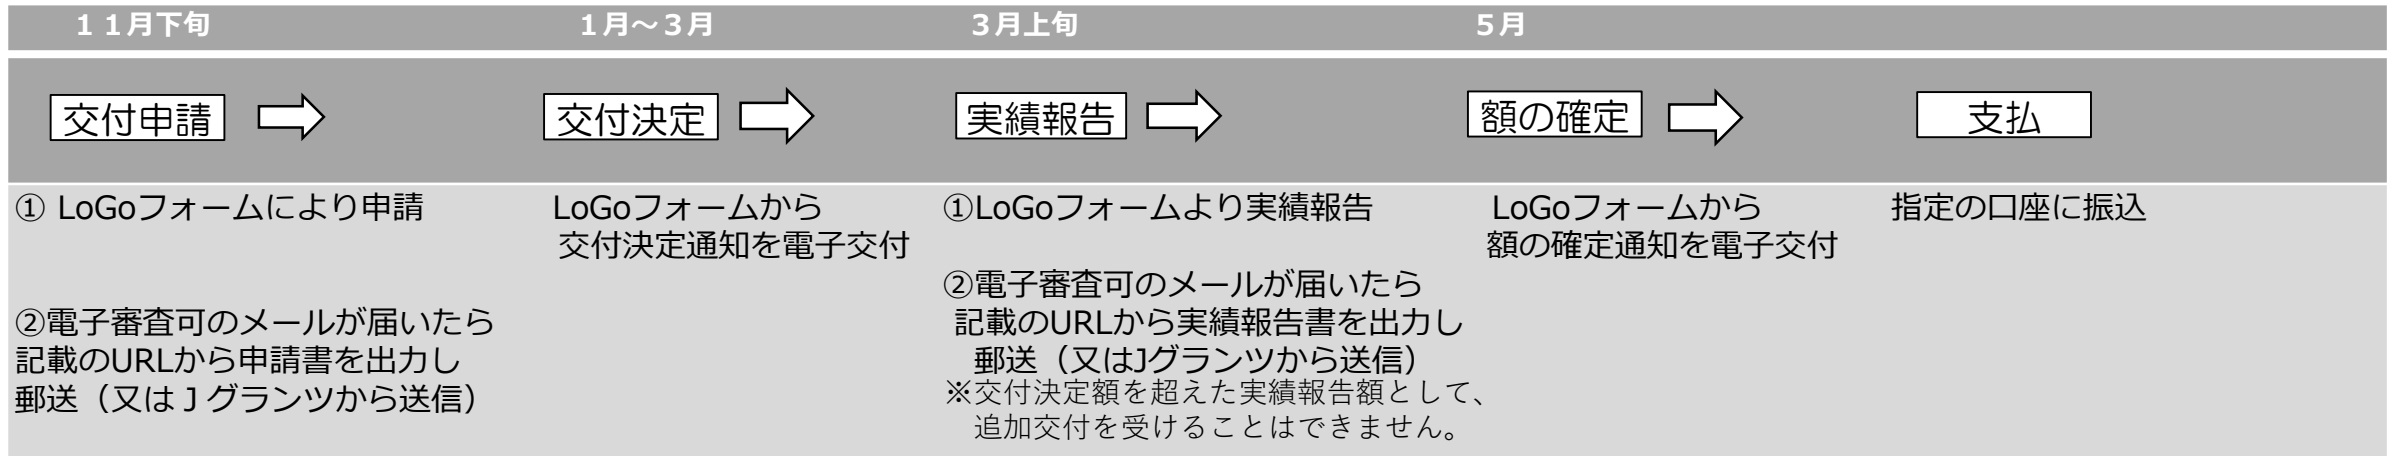 １１月下旬
１月～３月
３月上旬
５月
交付申請
交付決定
実績報告
額の確定
支払
① LoGoフォームにより申請
②電子審査可のメールが届いたら
記載のURLから申請書を出力し
郵送（又はＪグランツから送信）
LoGoフォームから
交付決定通知を電子交付
①LoGoフォームより実績報告
②電子審査可のメールが届いたら
記載のURLから実績報告書を出力し
郵送（又はJグランツから送信）
※交付決定額を超えた実績報告額として、
追加交付を受けることはできません。
LoGoフォームから
額の確定通知を電子交付
指定の口座に振込